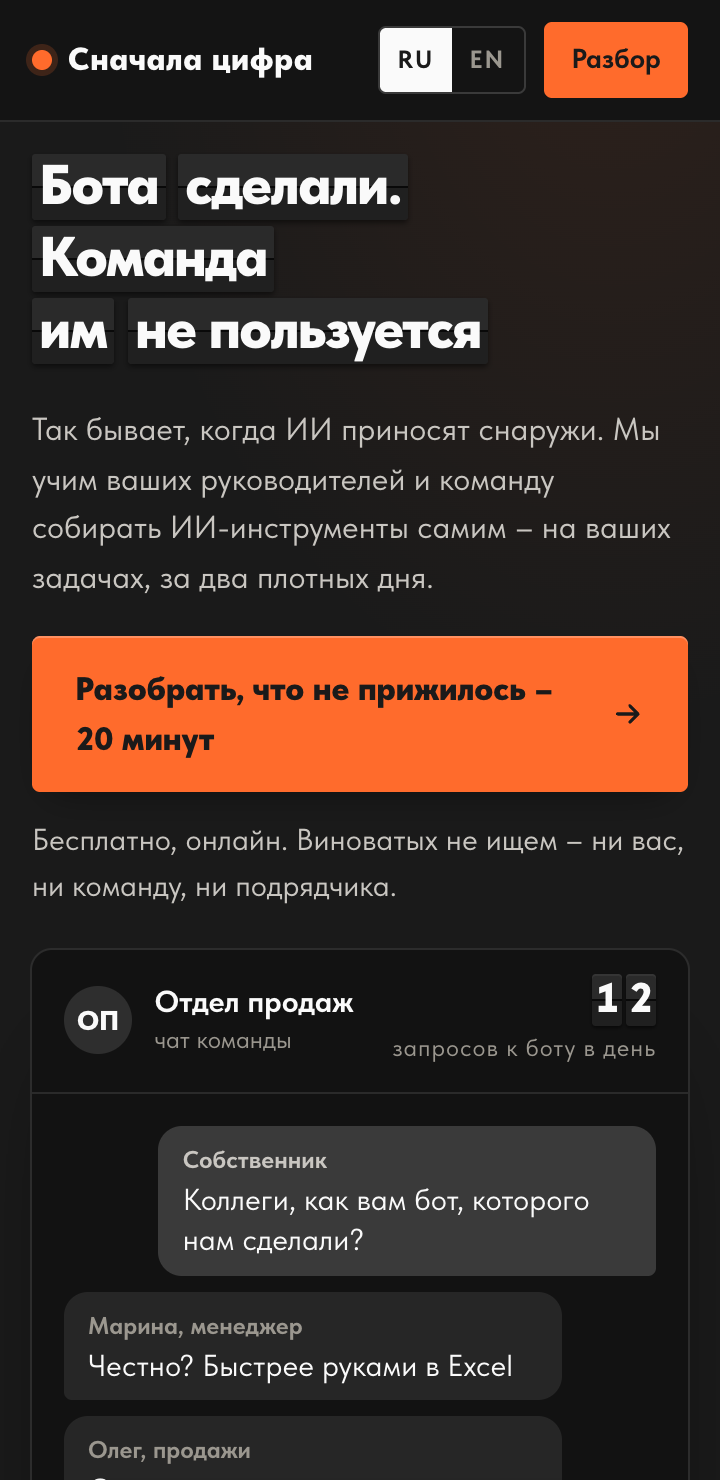 Сначала цифра
RU EN
Разбор
Бота сделали.
Команда
им не пользуется
Так бывает, когда ИИ приносят снаружи. Мы
учим ваших руководителей и команду
собирать ИИ-инструменты самим – на ваших
задачах, за два плотных дня.
Разобрать, что не прижилось –
20 минут
→
Бесплатно, онлайн. Виноватых не ищем – ни вас,
ни команду, ни подрядчика.
ОП
Отдел продаж
чат команды
12
запросов к боту в день
Собственник
Коллеги, как вам бот, которого
нам сделали?
Марина, менеджер
Честно? Быстрее руками в Excel
Олег, продажи